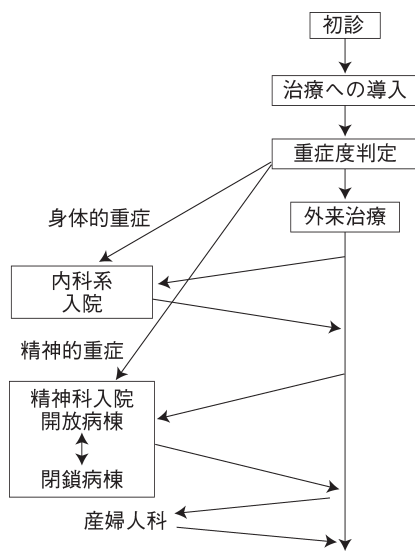 初診
治療への導入
重症度判定
外来治療
身体的重症
内科系
入院
精神的重症
精神科入院
開放病棟
閉鎖病棟
産婦人科